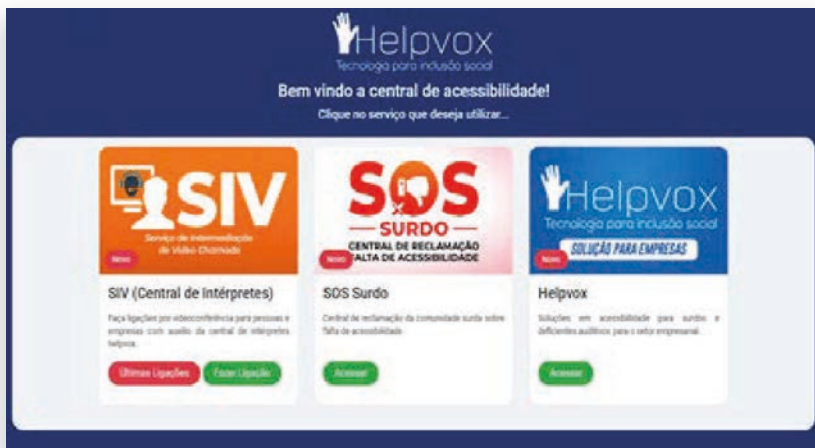 Helpvox
Tecnologia para inclusão social
Bem vindo a central de acessibilidade!
Clique no serviço que deseja utilizar...
SIV
Serviço de Intermediação
de Vídeo Chamada
Novo
SIV (Central de Intérpretes)
Faça ligações por videoconferência para pessoas e
empresas com auxílio da central de intérpretes
helpvox.
Últimas Ligações
Fazer Ligação
SOS
SURDO
CENTRAL DE RECLAMAÇÃO
FALTA DE ACESSIBILIDADE
Novo
SOS Surdo
Central de reclamação da comunidade surda sobre
falta de acessibilidade
Acessar
Helpvox
Tecnologia para inclusão social
SOLUÇÃO PARA EMPRESAS
Novo
Helpvox
Soluções em acessibilidade para surdos e
deficientes auditivos para o setor empresarial.
Acessar